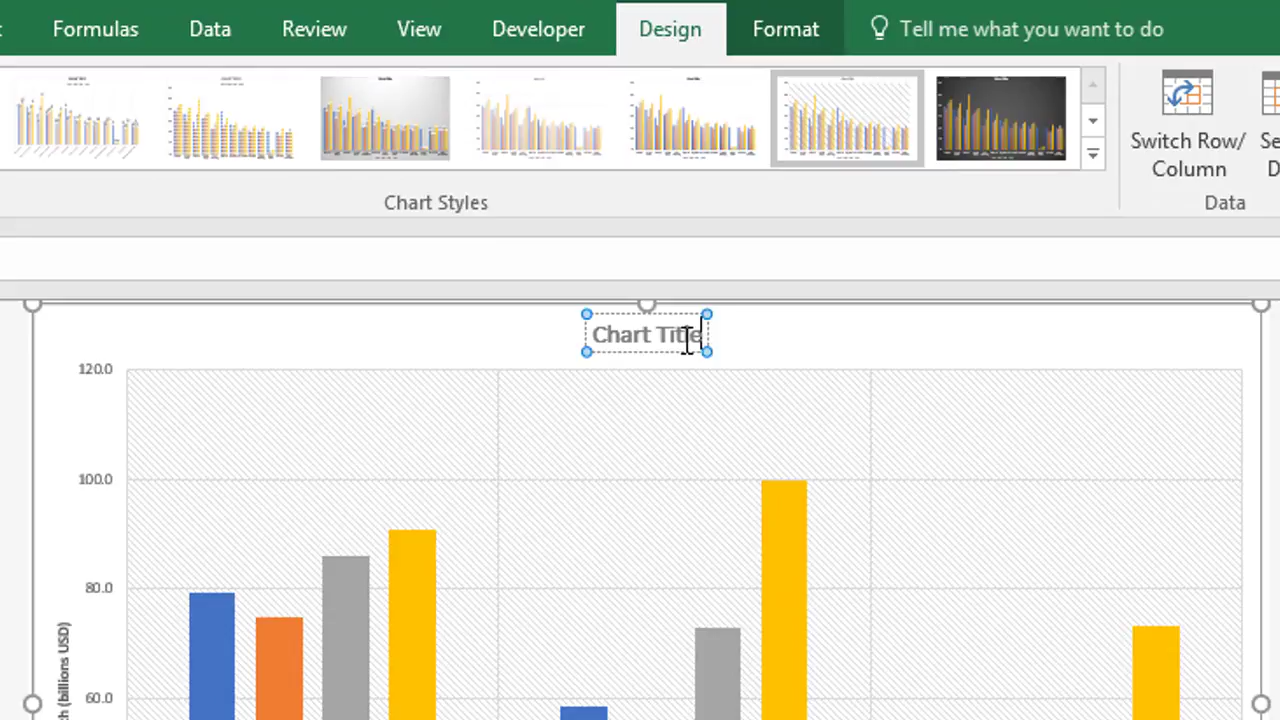 Formulas Data Review View Developer Design Format Tell me what you want to do
Switch Row/
Column
Chart Styles
Data
Chart Title
120.0
100.0
80.0
60.0
(billions USD)